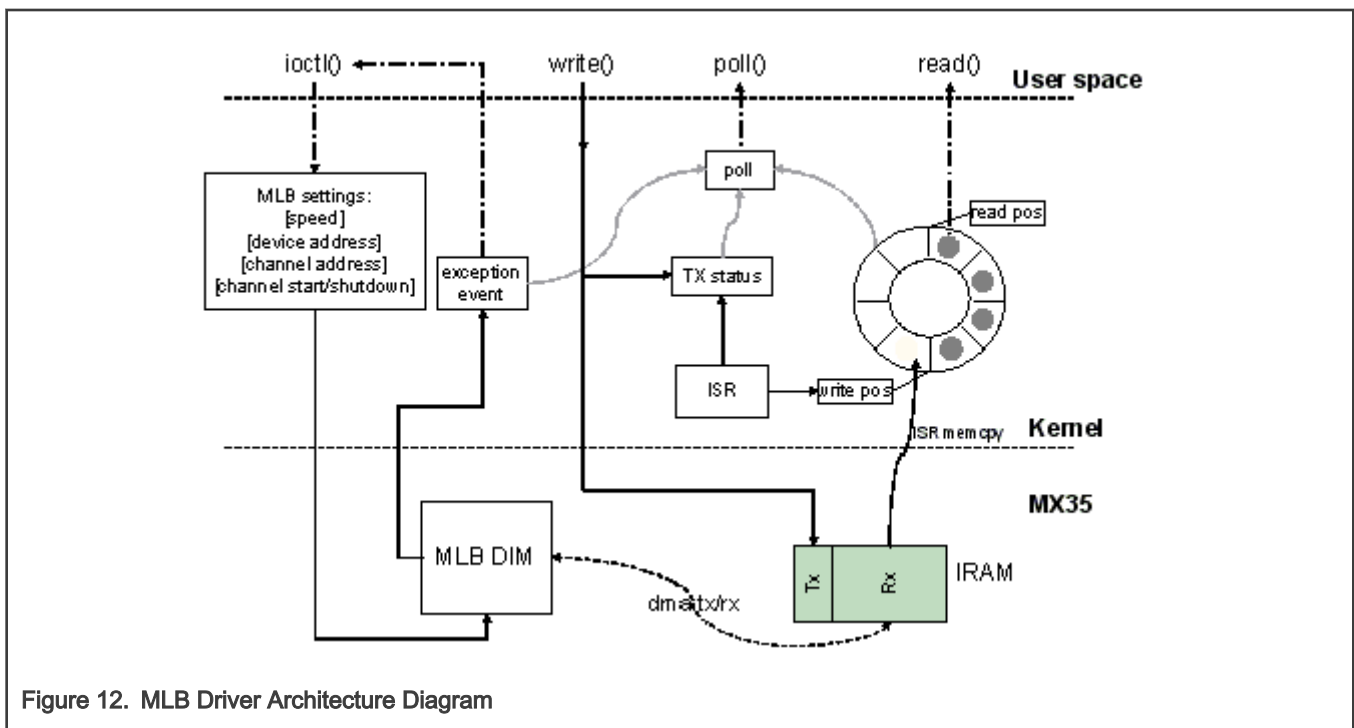 ioctl()
write()
poll()
read()
User space
MLB settings:
[speed]
[device address]
[channel address]
[channel start/shutdown]
exception
event
poll
TX status
read pos
ISR
write pos
ISR memcpy
Kernel
MX35
MLB DIM
dma tx/rx
Tx
Rx
IRAM
Figure 12. MLB Driver Architecture Diagram